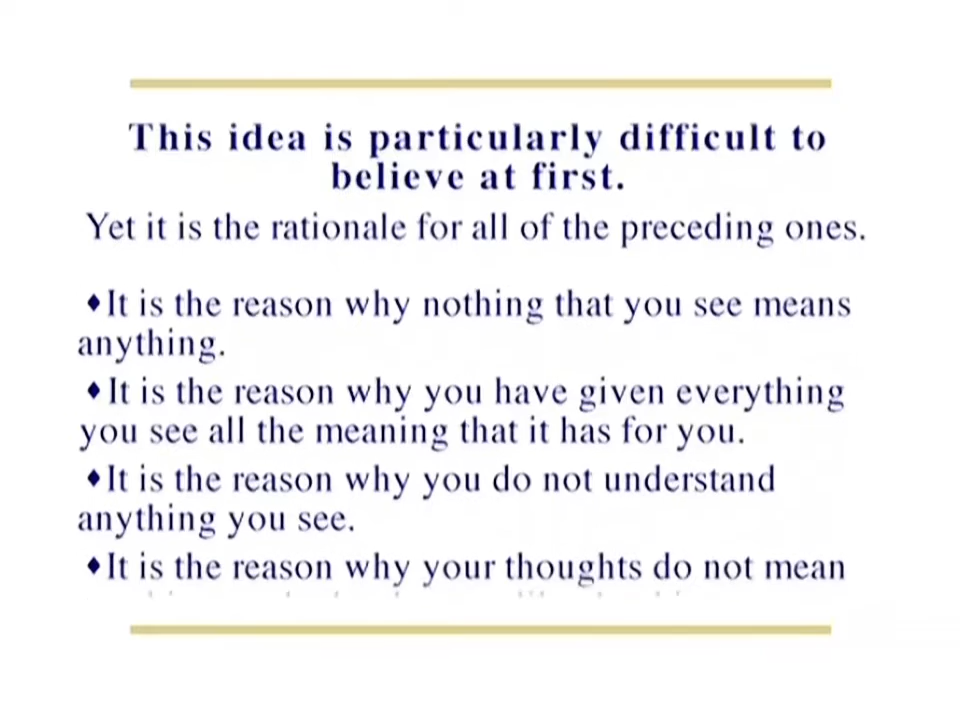 This idea is particularly difficult to
believe at first.
Yet it is the rationale for all of the preceding ones.
♦It is the reason why nothing that you see means
anything.
♦It is the reason why you have given everything
you see all the meaning that it has for you.
♦It is the reason why you do not understand
anything you see.
♦It is the reason why your thoughts do not mean